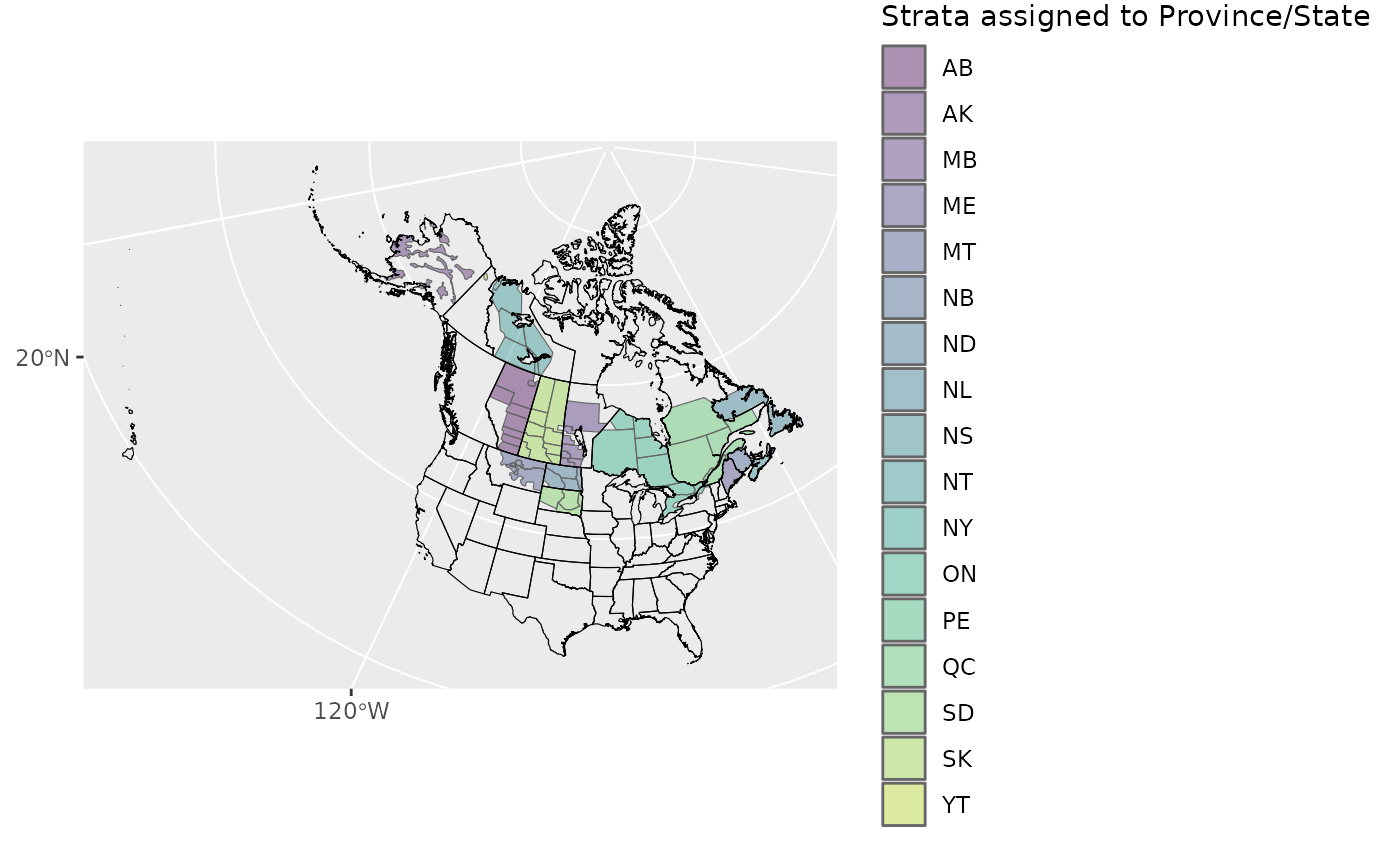 Strata assigned to Province/State
AB
AK
MB
ME
MT
NB
ND
NL
NS
NT
NY
ON
PE
QC
SD
SK
YT
20°N
120°W